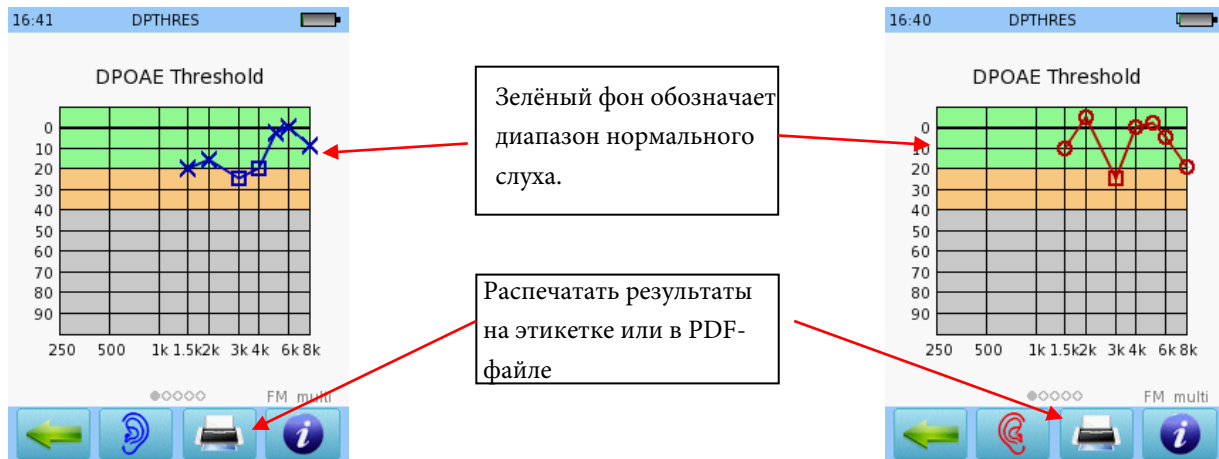 16:41 DPTHRES
DPOAE Threshold
0
10
20
30
40
50
60
70
80
90
250 500 1k 1.5k2k 3k 4k 6k 8k
FM multi
Зелёный фон обозначает
диапазон нормального
слуха.
Распечатать результаты
на этикетке или в PDF-
файле
16:40 DPTHRES
DPOAE Threshold
0
10
20
30
40
50
60
70
80
90
250 500 1k 1.5k2k 3k 4k 6k 8k
FM multi